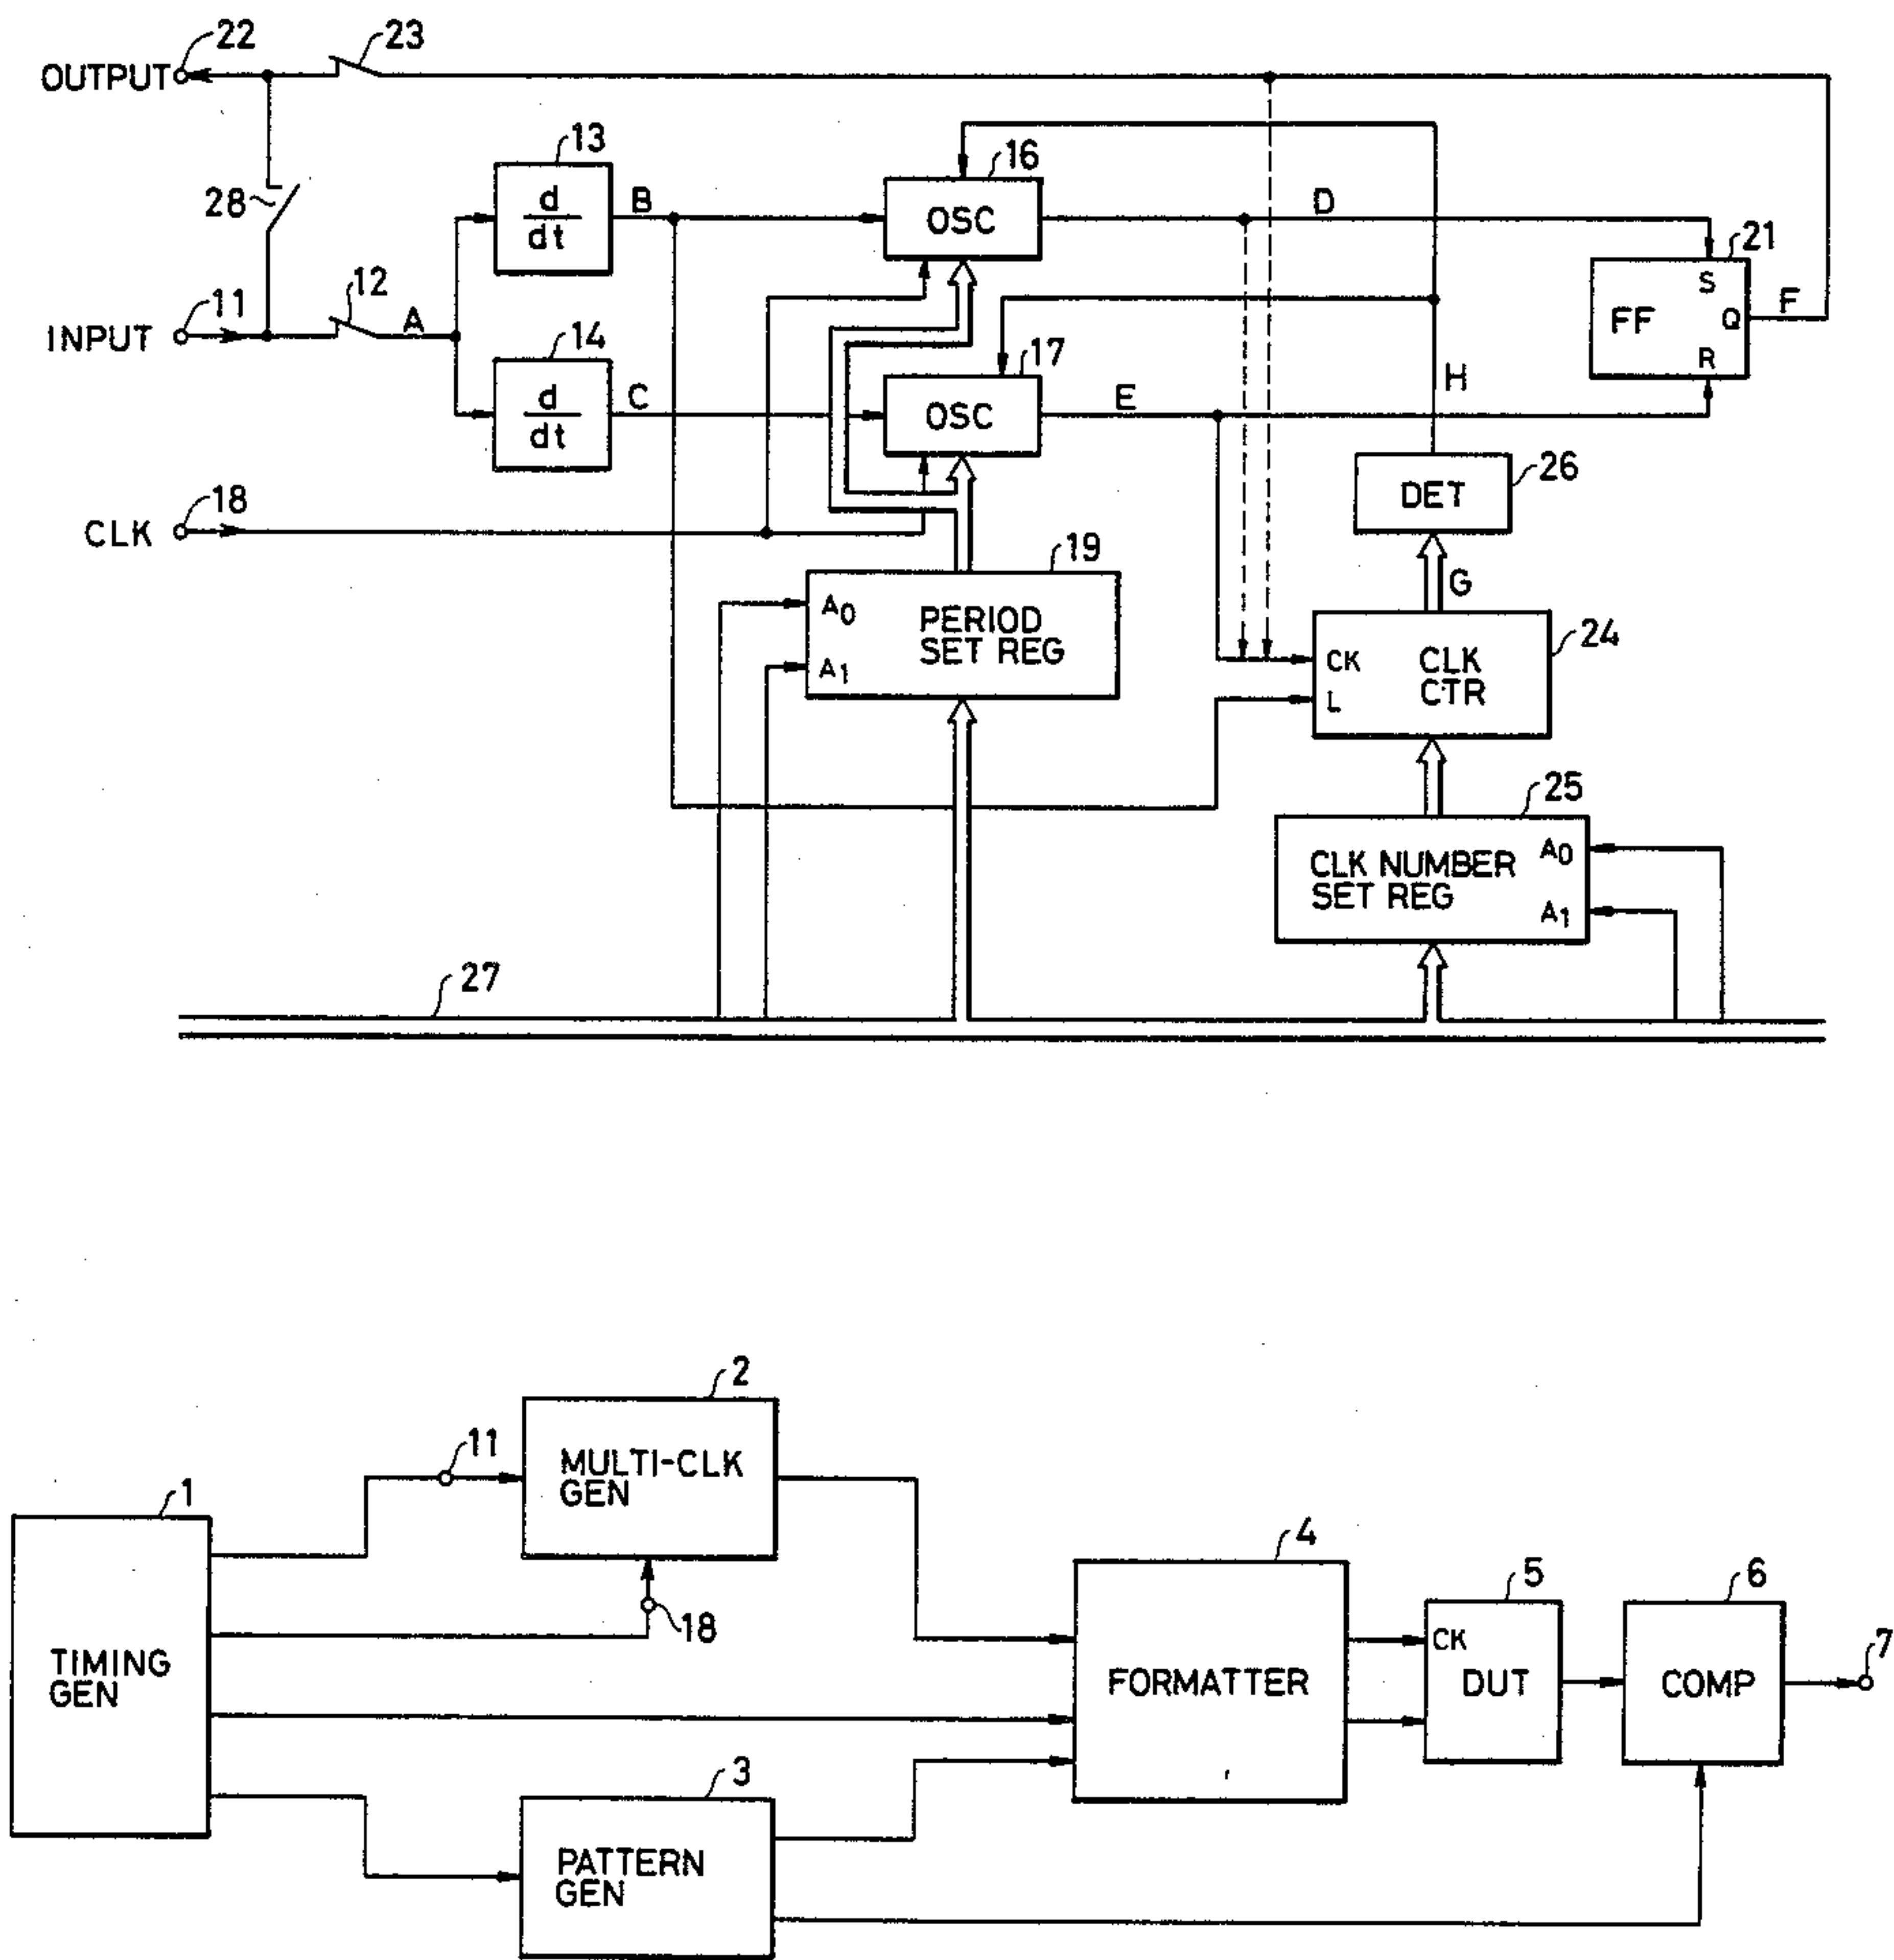 22
23
OUTPUT
13
16
d
dt
B
OSC
D
28
21
S
FF
Q
F
R
12
11
A
INPUT
14
17
d
dt
C
OSC
E
H
26
DET
18
CLK
19
G
A0
PERIOD
SET REG
A1
24
CK
CLK
CTR
L
25
A0
CLK NUMBER
SET REG
A1
27
2
11
MULTI-CLK
GEN
1
4
5
6
18
CK
7
TIMING
GEN
FORMATTER
DUT
COMP
3
PATTERN
GEN